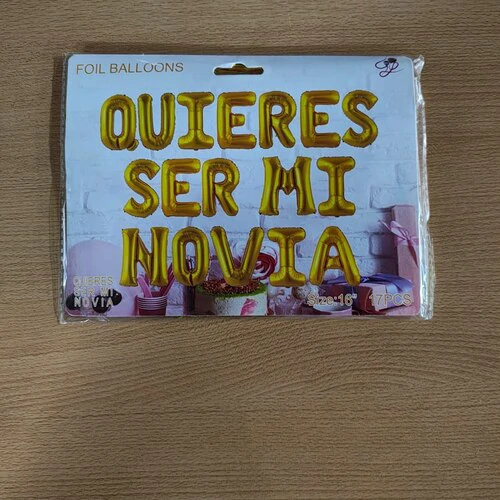 FOIL BALLOONS
QUIERES
SER MI
NOVIA
QUIERES
SER MI
NOVIA
Size:16" 17PCS